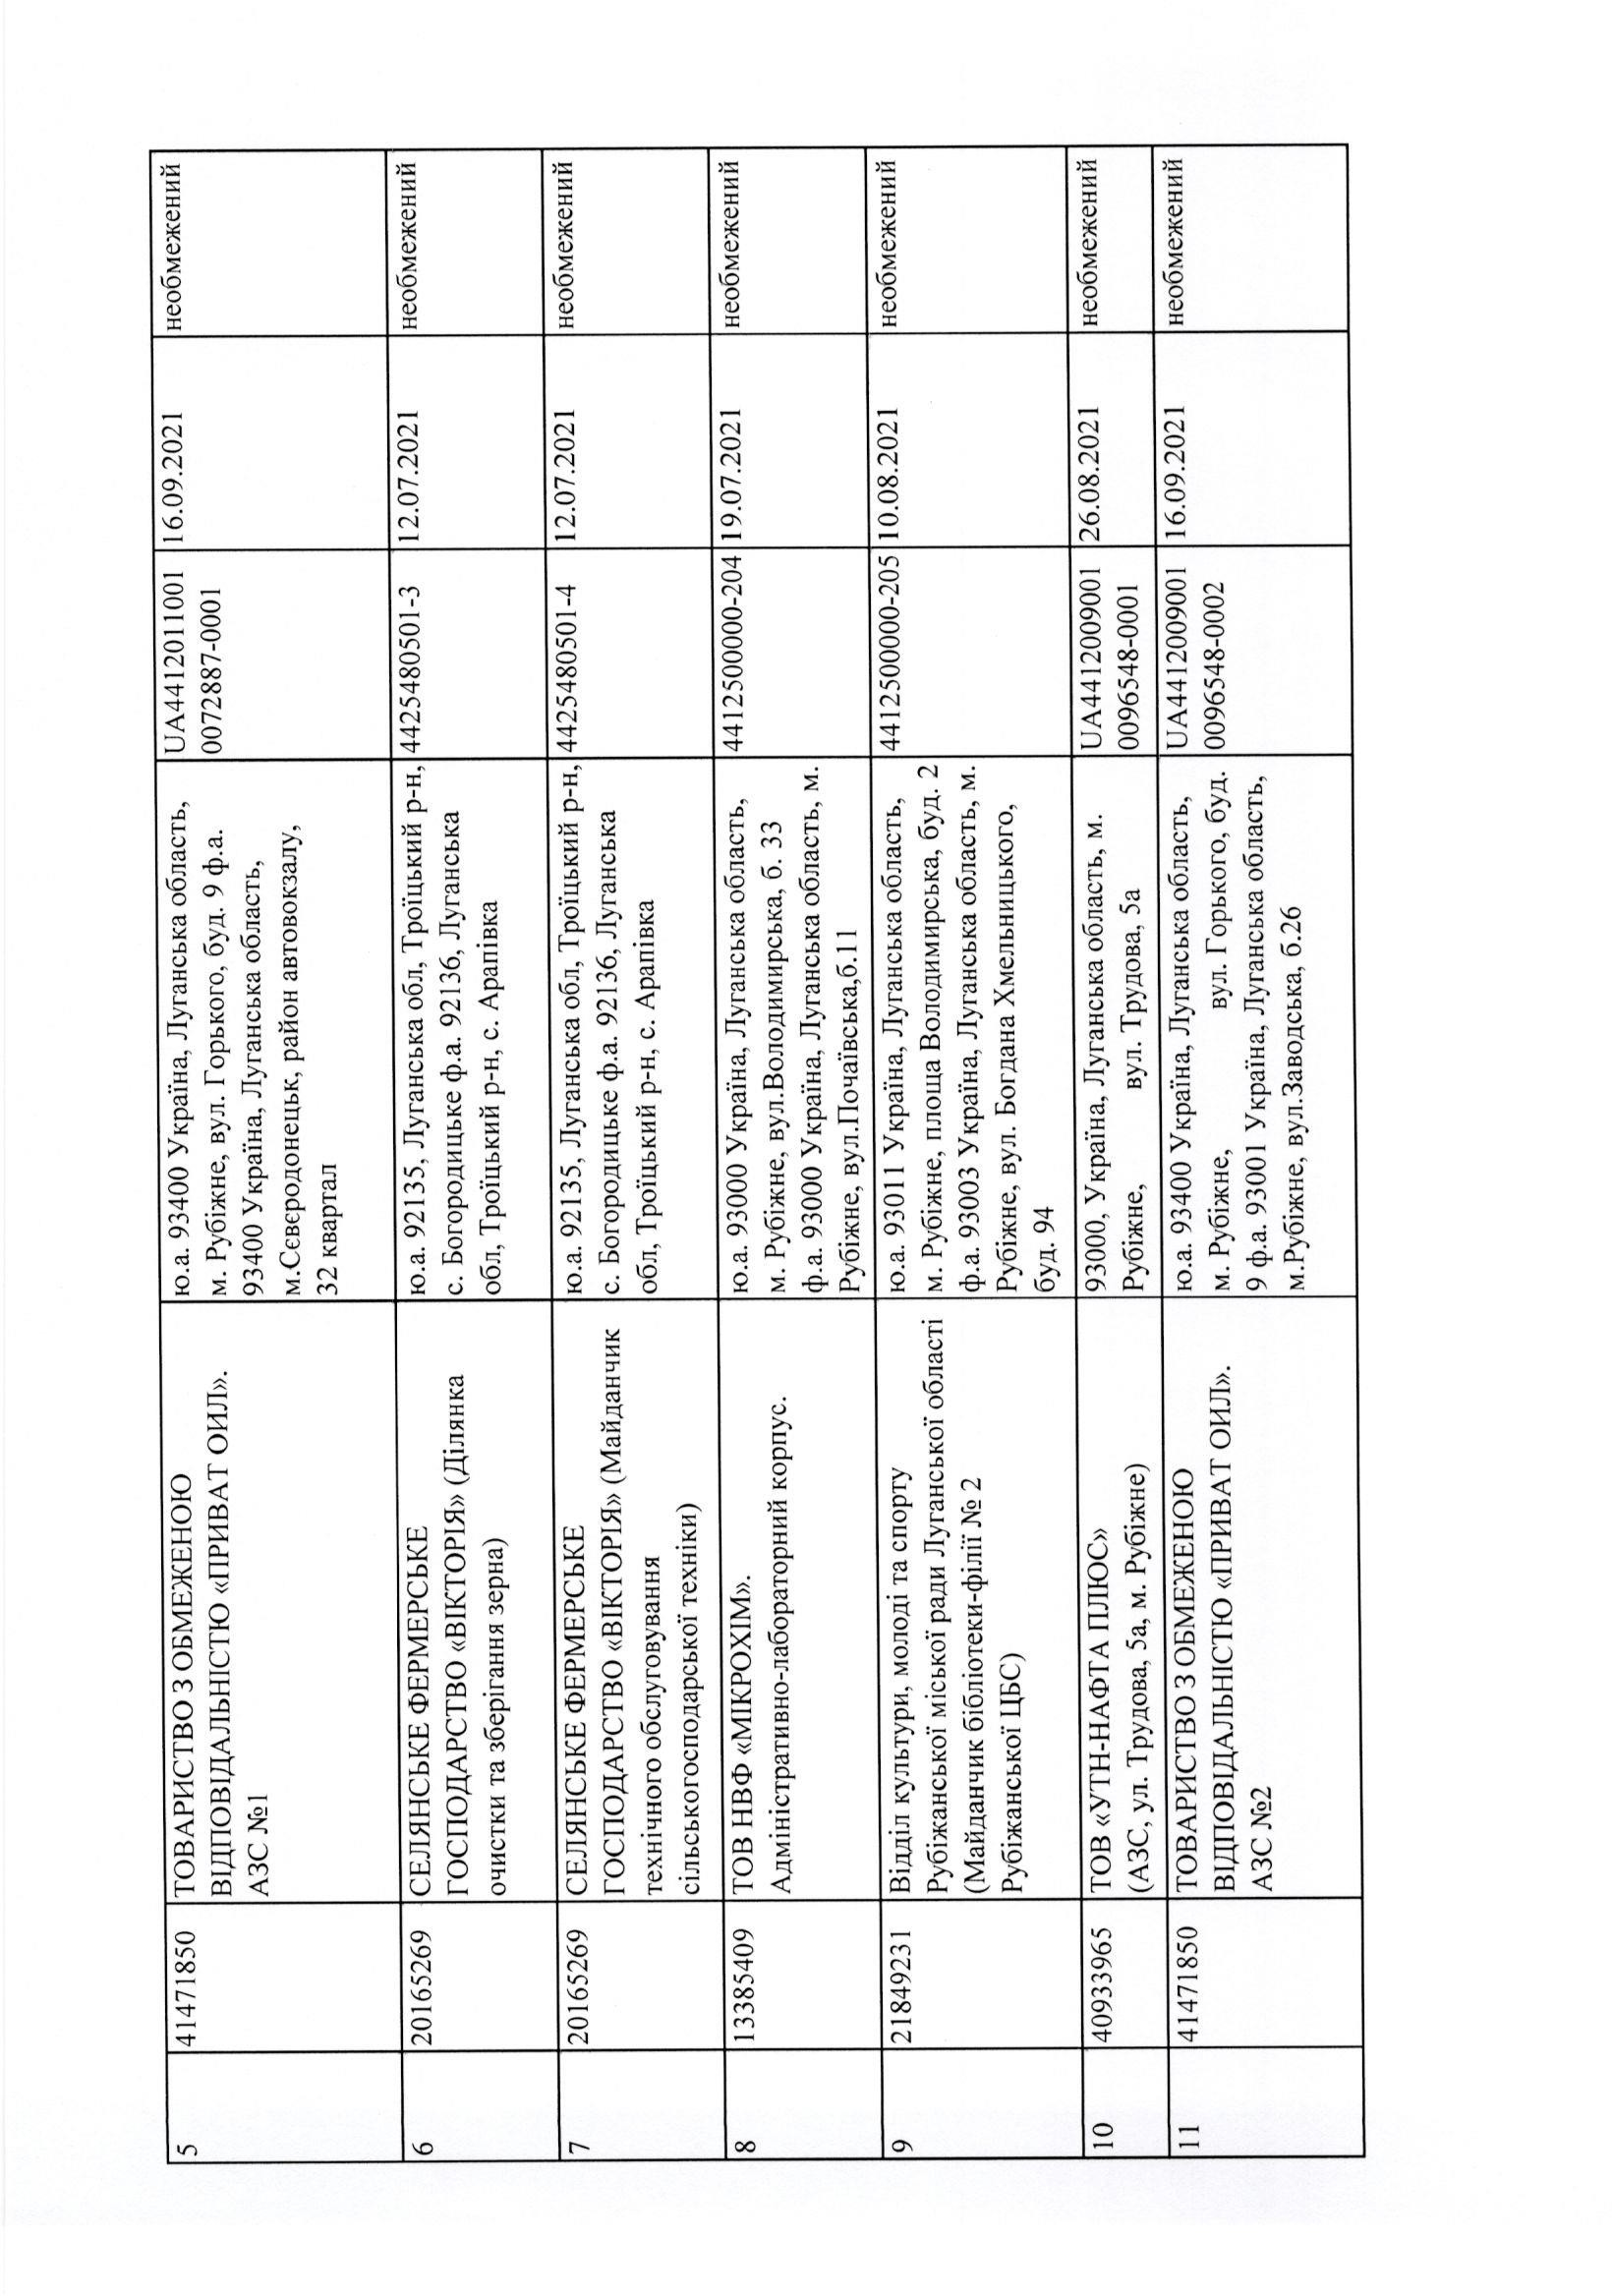 5
41471850
ТОВАРИСТВО З ОБМЕЖЕНОЮ
ВІДПОВІДАЛЬНІСТЮ «ПРИВАТ ОИЛ».
АЗС №1
ю.а. 93400 Україна, Луганська область,
м. Рубіжне, вул. Горького, буд. 9 ф.а.
93400 Україна, Луганська область,
м.Сєвєродонецьк, район автовокзалу,
32 квартал
UA4412011001
0072887-0001
16.09.2021
необмежений
6
20165269
СЕЛЯНСЬКЕ ФЕРМЕРСЬКЕ
ГОСПОДАРСТВО «ВІКТОРІЯ» (Ділянка
очистки та зберігання зерна)
ю.а. 92135, Луганська обл, Троїцький р-н,
с. Богородицьке ф.а. 92136, Луганська
обл, Троїцький р-н, с. Арапівка
4425480501-3
12.07.2021
необмежений
7
20165269
СЕЛЯНСЬКЕ ФЕРМЕРСЬКЕ
ГОСПОДАРСТВО «ВІКТОРІЯ» (Майданчик
технічного обслуговування
сільськогосподарської техніки)
ю.а. 92135, Луганська обл, Троїцький р-н,
с. Богородицьке ф.а. 92136, Луганська
обл, Троїцький р-н, с. Арапівка
4425480501-4
12.07.2021
необмежений
8
13385409
ТОВ НВФ «МІКРОХІМ».
Адміністративно-лабораторний корпус.
ю.а. 93000 Україна, Луганська область,
м. Рубіжне, вул.Володимирська, б. 33
ф.а. 93000 Україна, Луганська область, м.
Рубіжне, вул.Почаївська,б.11
4412500000-204
19.07.2021
необмежений
9
21849231
Відділ культури, молоді та спорту
Рубіжанської міської ради Луганської області
(Майданчик бібліотеки-філії № 2
Рубіжанської ЦБС)
ю.а. 93011 Україна, Луганська область,
м. Рубіжне, площа Володимирська, буд. 2
ф.а. 93003 Україна, Луганська область, м.
Рубіжне, вул. Богдана Хмельницького,
буд. 94
4412500000-205
10.08.2021
необмежений
10
40933965
ТОВ «УТН-НАФТА ПЛЮС»
(АЗС, ул. Трудова, 5а, м. Рубіжне)
93000, Україна, Луганська область, м.
Рубіжне, вул. Трудова, 5а
UA4412009001
0096548-0001
26.08.2021
необмежений
11
41471850
ТОВАРИСТВО З ОБМЕЖЕНОЮ
ВІДПОВІДАЛЬНІСТЮ «ПРИВАТ ОИЛ».
АЗС №2
ю.а. 93400 Україна, Луганська область,
м. Рубіжне, вул. Горького, буд.
9 ф.а. 93001 Україна, Луганська область,
м.Рубіжне, вул.Заводська, б.26
UA4412009001
0096548-0002
16.09.2021
необмежений